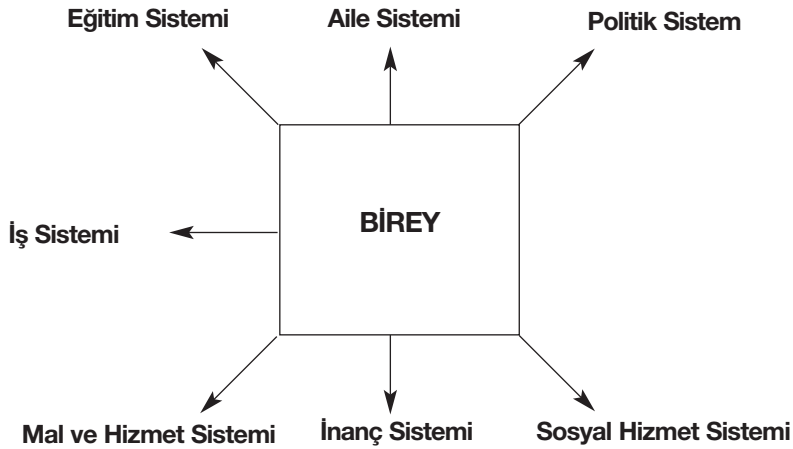 Eğitim Sistemi
Aile Sistemi
Politik Sistem
BİREY
İş Sistemi
Mal ve Hizmet Sistemi
İnanç Sistemi
Sosyal Hizmet Sistemi